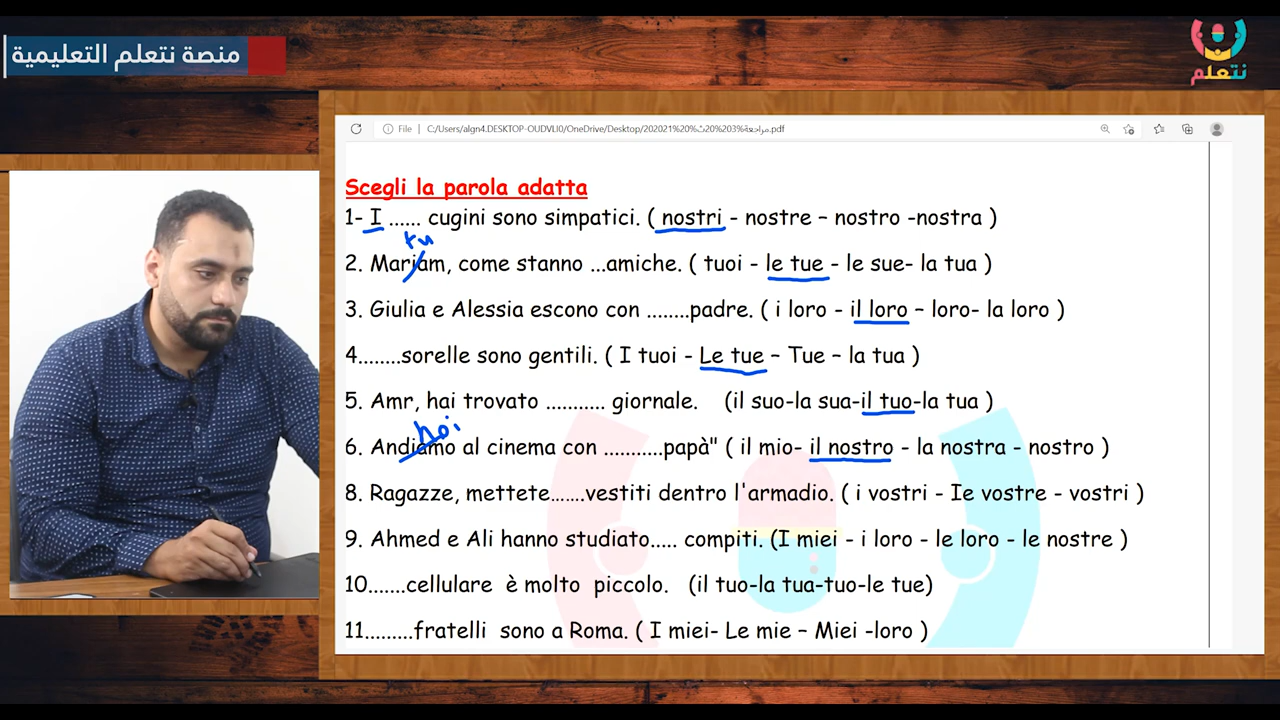 منصة نتعلم التعليمية
نتعلم
File C:/Users/algn4.DESKTOP-OUDVLI0/OneDrive/Desktop/202021%20%ث20%203%مراجعة.pdf
Scegli la parola adatta
1- I ...... cugini sono simpatici. ( nostri - nostre – nostro -nostra )
tu
2. Mariam, come stanno ...amiche. ( tuoi - le tue - le sue- la tua )
3. Giulia e Alessia escono con ........padre. ( i loro - il loro – loro- la loro )
4........sorelle sono gentili. ( I tuoi - Le tue – Tue – la tua )
5. Amr, hai trovato .......... giornale. (il suo-la sua-il tuo-la tua )
noi
6. Andiamo al cinema con ...........papà" ( il mio- il nostro - la nostra - nostro )
8. Ragazze, mettete.......vestiti dentro l'armadio. ( i vostri - Ie vostre - vostri )
9. Ahmed e Ali hanno studiato..... compiti. (I miei - i loro - le loro - le nostre )
10.......cellulare è molto piccolo. (il tuo-la tua-tuo-le tue)
11.........fratelli sono a Roma. ( I miei- Le mie – Miei -loro )